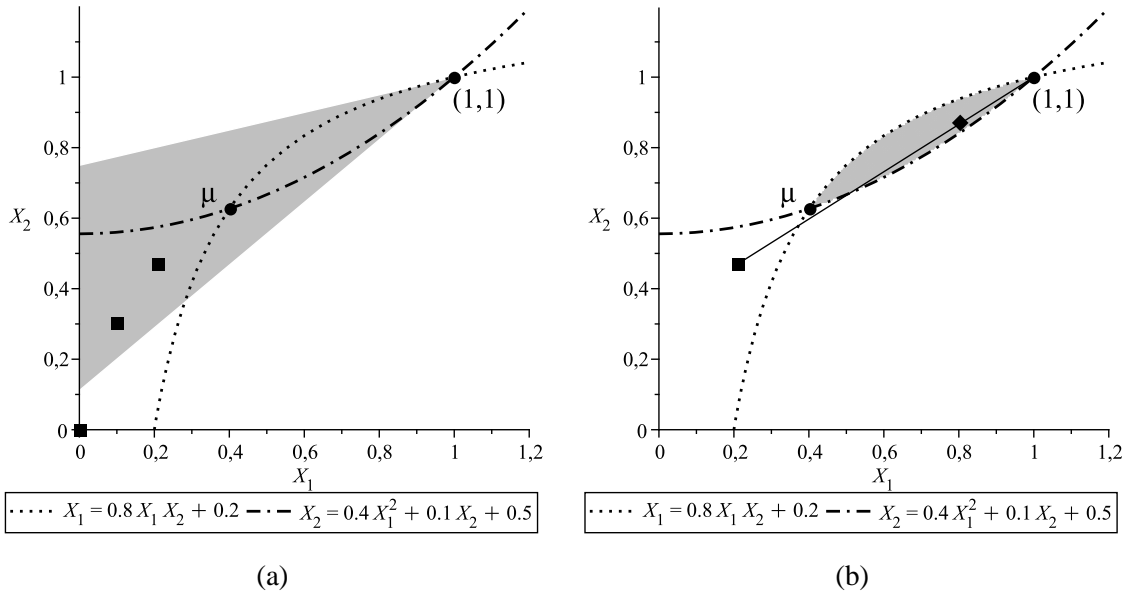 1
0,8
0,6
0,4
0,2
0
X₂
μ
(1,1)
0 0,2 0,4 0,6 0,8 1 1,2
X₁
X₁ = 0.8 X₁ X₂ + 0.2 X₂ = 0.4 X₁² + 0.1 X₂ + 0.5
(a)
1
0,8
0,6
0,4
0,2
0
X₂
μ
(1,1)
0 0,2 0,4 0,6 0,8 1 1,2
X₁
X₁ = 0.8 X₁ X₂ + 0.2 X₂ = 0.4 X₁² + 0.1 X₂ + 0.5
(b)